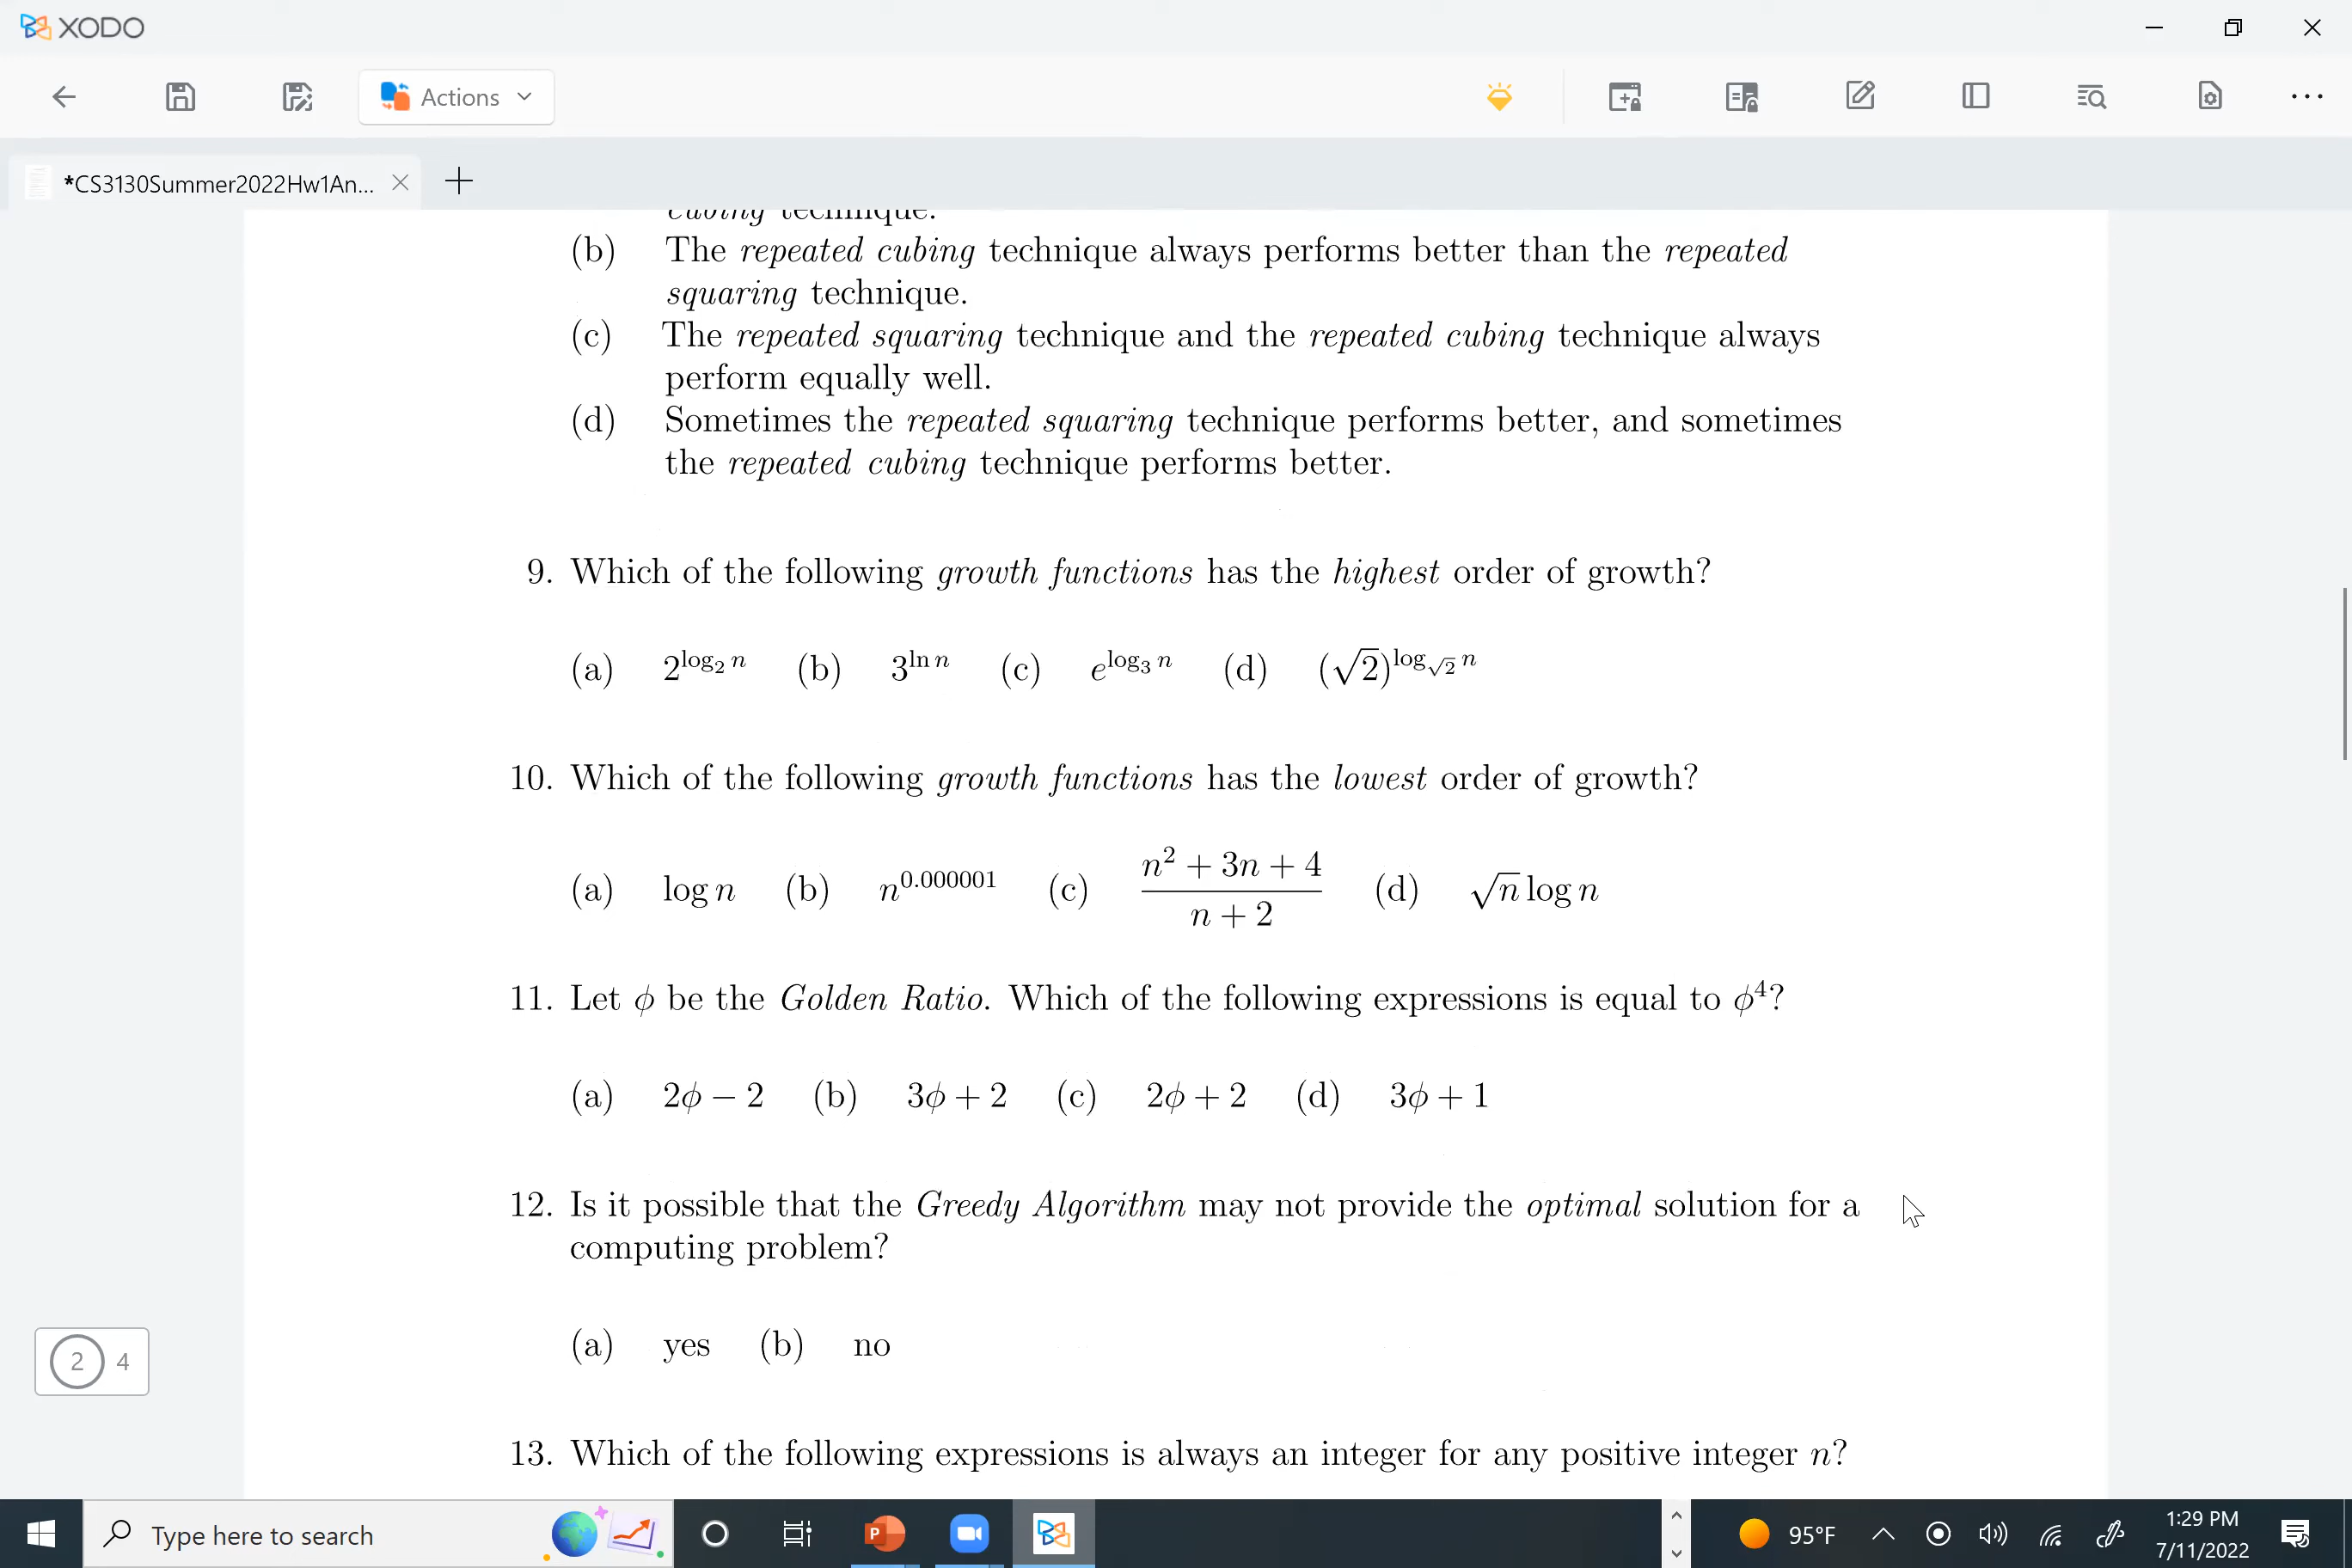 XODO
Actions
*CS3130Summer2022Hw1An...
cubing technique.
(b) The repeated cubing technique always performs better than the repeated
squaring technique.
(c) The repeated squaring technique and the repeated cubing technique always
perform equally well.
(d) Sometimes the repeated squaring technique performs better, and sometimes
the repeated cubing technique performs better.
9. Which of the following growth functions has the highest order of growth?
(a) 2^{log₂ n} (b) 3^{ln n} (c) e^{log₃ n} (d) (√2)^{log_{√2} n}
10. Which of the following growth functions has the lowest order of growth?
(a) log n (b) n^{0.000001} (c) (n² + 3n + 4)/(n + 2) (d) √n log n
11. Let ϕ be the Golden Ratio. Which of the following expressions is equal to ϕ⁴?
(a) 2ϕ − 2 (b) 3ϕ + 2 (c) 2ϕ + 2 (d) 3ϕ + 1
12. Is it possible that the Greedy Algorithm may not provide the optimal solution for a
computing problem?
(a) yes (b) no
2 4
13. Which of the following expressions is always an integer for any positive integer n?
Type here to search
P
95°F
1:29 PM
7/11/2022